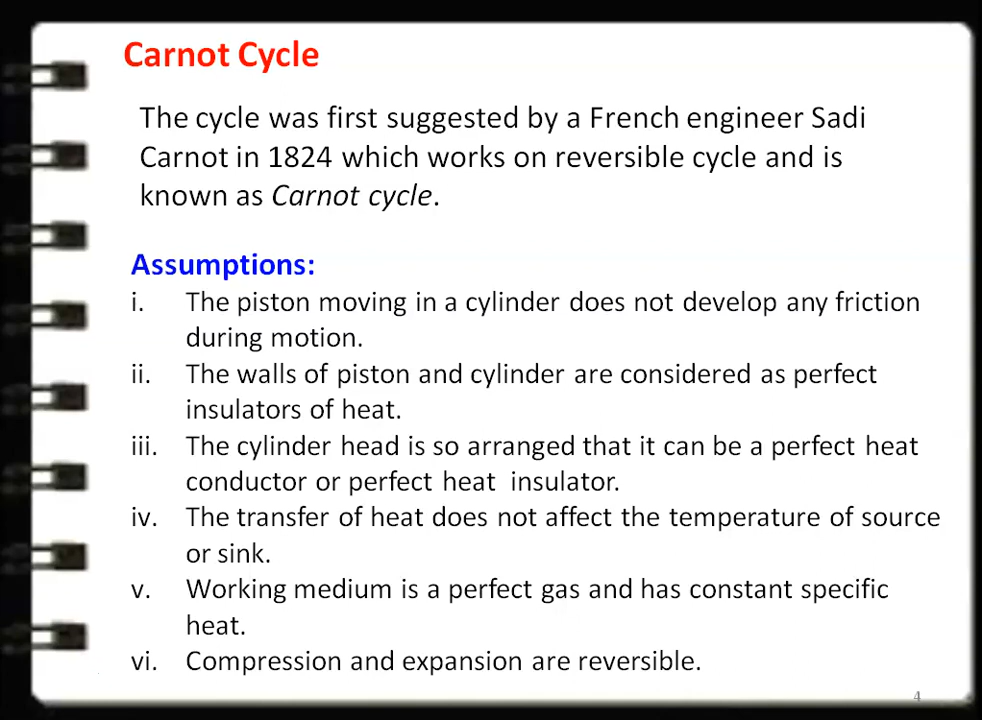 Carnot Cycle
The cycle was first suggested by a French engineer Sadi
Carnot in 1824 which works on reversible cycle and is
known as Carnot cycle.
Assumptions:
i. The piston moving in a cylinder does not develop any friction
during motion.
ii. The walls of piston and cylinder are considered as perfect
insulators of heat.
iii. The cylinder head is so arranged that it can be a perfect heat
conductor or perfect heat insulator.
iv. The transfer of heat does not affect the temperature of source
or sink.
v. Working medium is a perfect gas and has constant specific
heat.
vi. Compression and expansion are reversible.
4